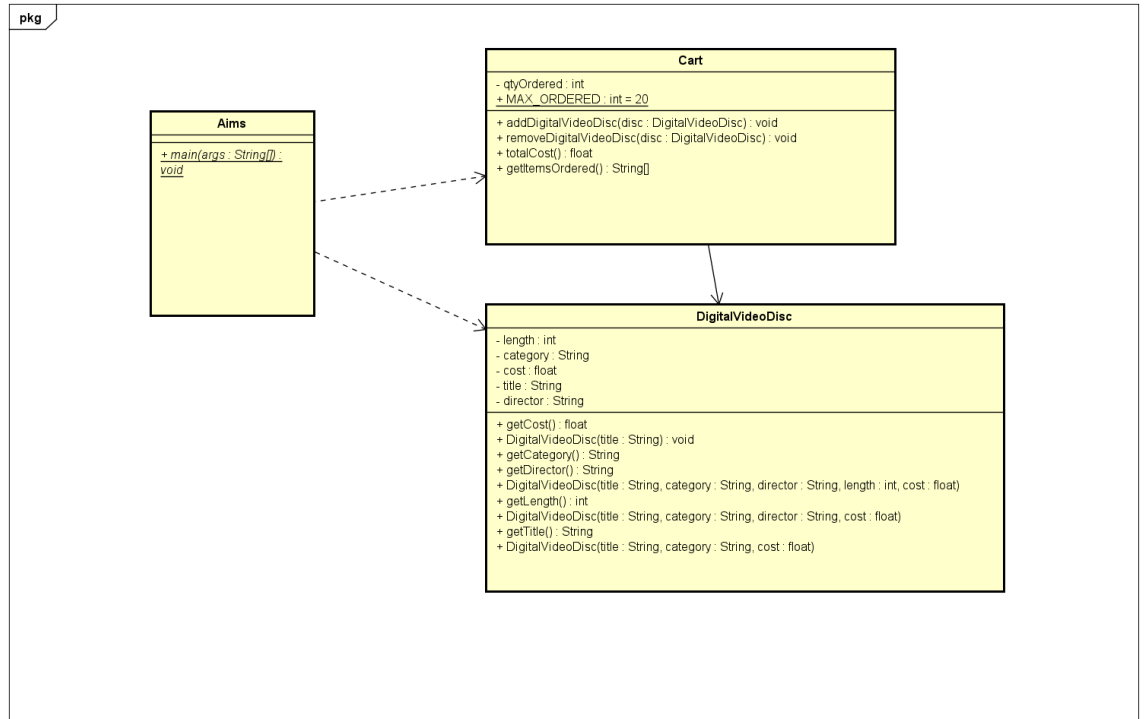 pkg
Cart
- qtyOrdered : int
+ MAX_ORDERED : int = 20
+ addDigitalVideoDisc(disc : DigitalVideoDisc) : void
+ removeDigitalVideoDisc(disc : DigitalVideoDisc) : void
+ totalCost() : float
+ getItemsOrdered() : String[]
Aims
+ main(args : String[]) :
void
DigitalVideoDisc
- length : int
- category : String
- cost : float
- title : String
- director : String
+ getCost() : float
+ DigitalVideoDisc(title : String) : void
+ getCategory() : String
+ getDirector() : String
+ DigitalVideoDisc(title : String, category : String, director : String, length : int, cost : float)
+ getLength() : int
+ DigitalVideoDisc(title : String, category : String, director : String, cost : float)
+ getTitle() : String
+ DigitalVideoDisc(title : String, category : String, cost : float)